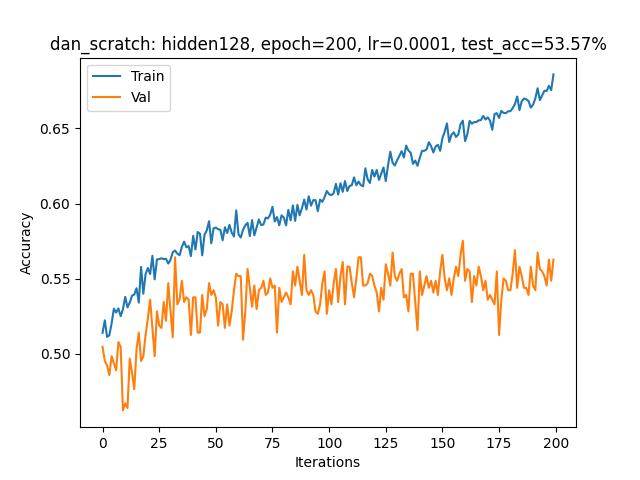 dan_scratch: hidden128, epoch=200, lr=0.0001, test_acc=53.57%
Train
Val
0.65
0.60
0.55
0.50
Accuracy
0 25 50 75 100 125 150 175 200
Iterations